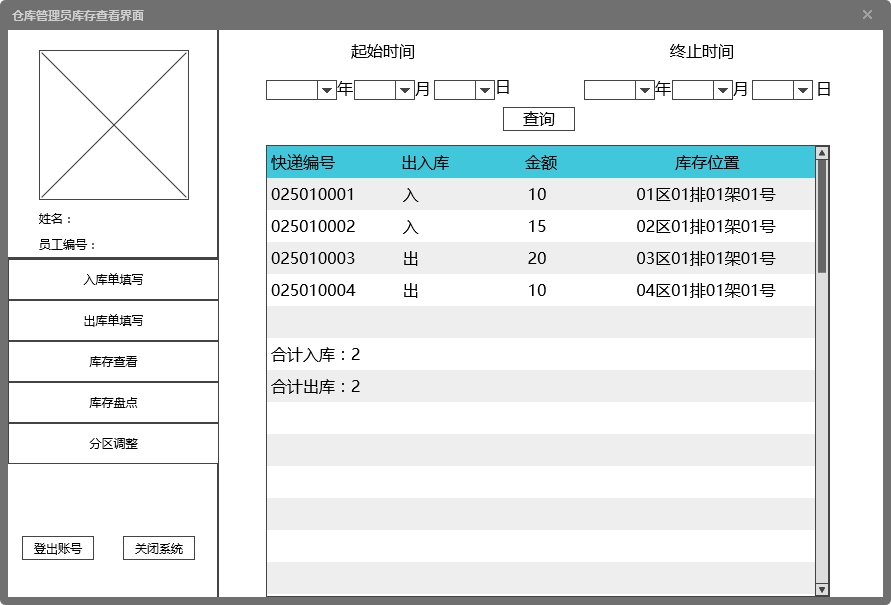 仓库管理员库存查看界面
姓名：
员工编号：
入库单填写
出库单填写
库存查看
库存盘点
分区调整
登出账号 关闭系统
起始时间 终止时间
年 月 日 年 月 日
查询
快递编号 出入库 金额 库存位置
025010001 入 10 01区01排01架01号
025010002 入 15 02区01排01架01号
025010003 出 20 03区01排01架01号
025010004 出 10 04区01排01架01号
合计入库：2
合计出库：2